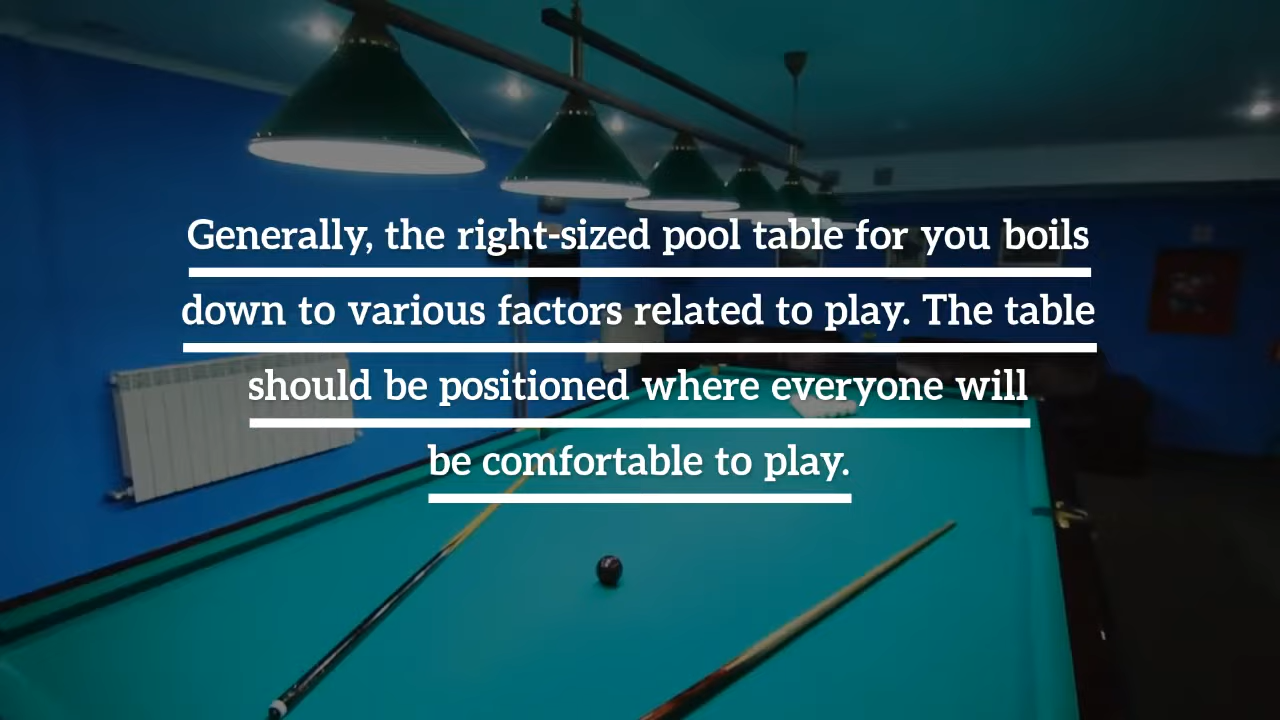 Generally, the right-sized pool table for you boils
down to various factors related to play. The table
should be positioned where everyone will
be comfortable to play.